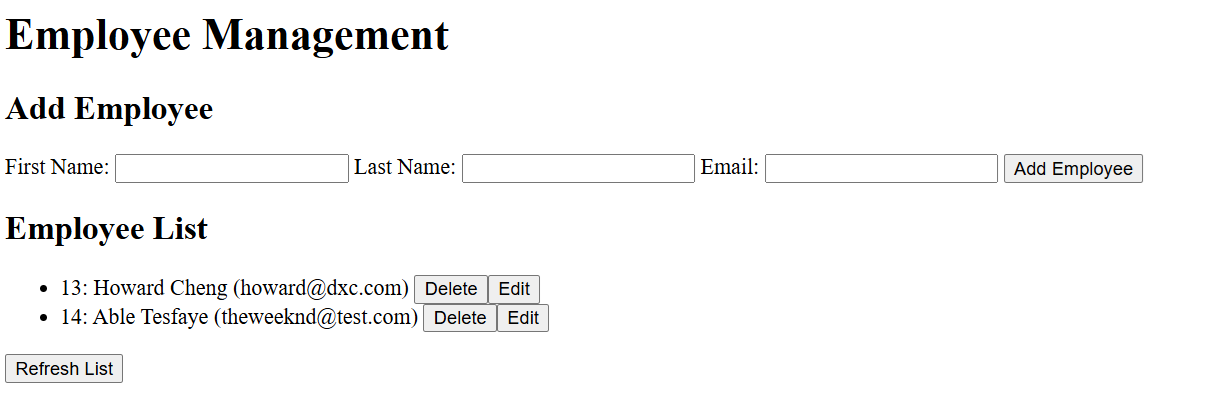 Employee Management
Add Employee
First Name: Last Name: Email: Add Employee
Employee List
13: Howard Cheng (howard@dxc.com) Delete Edit
14: Able Tesfaye (theweeknd@test.com) Delete Edit
Refresh List